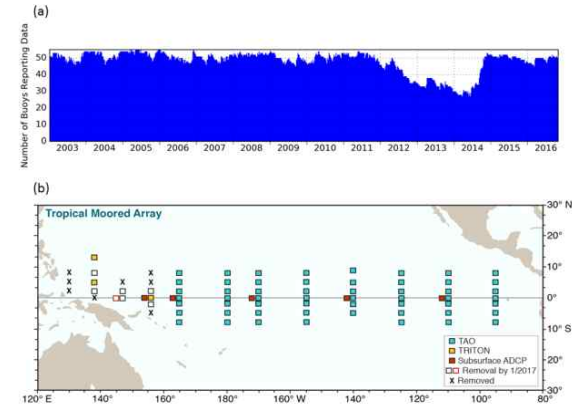 (a)
Number of Buoys Reporting Data
50
40
30
20
10
0
2003 2004 2005 2006 2007 2008 2009 2010 2011 2012 2013 2014 2015 2016
(b)
Tropical Moored Array
30° N
20°
10°
0°
10° S
20°
30°
TAO
TRITON
Subsurface ADCP
Removal by 1/2017
x Removed
120° E 140° 160° 180° 160° W 140° 120° 100° 80°